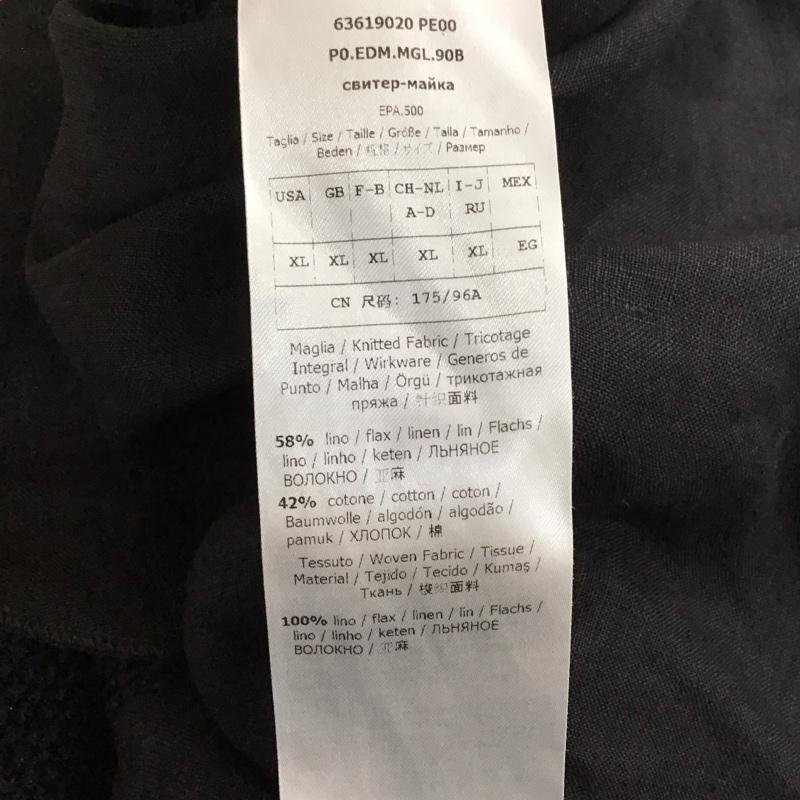 63619020 PE00
P0.EDM.MGL.90B
свитер-майка
EPA.500
Taglia / Size / Taille / Größe / Talla / Tamanho /
Beden / 规格 / サイズ / Размер
USA GB F-B CH-NL I-J MEX
A-D RU
XL XL XL XL XL EG
CN 尺码: 175/96A
Maglia / Knitted Fabric / Tricotage
Integral / Wirkware / Generos de
Punto / Malha / Örgü / трикотажная
пряжа / 针织面料
58% lino / flax / linen / lin / Flachs /
lino / linho / keten / ЛЬНЯНОЕ
ВОЛОКНО / 亚麻
42% cotone / cotton / coton /
Baumwolle / algodón / algodão /
pamuk / ХЛОПОК / 棉
Tessuto / Woven Fabric / Tissue /
Material / Tejido / Tecido / Kumaş /
Ткань / 梭织面料
100% lino / flax / linen / lin / Flachs /
lino / linho / keten / ЛЬНЯНОЕ
ВОЛОКНО / 亚麻